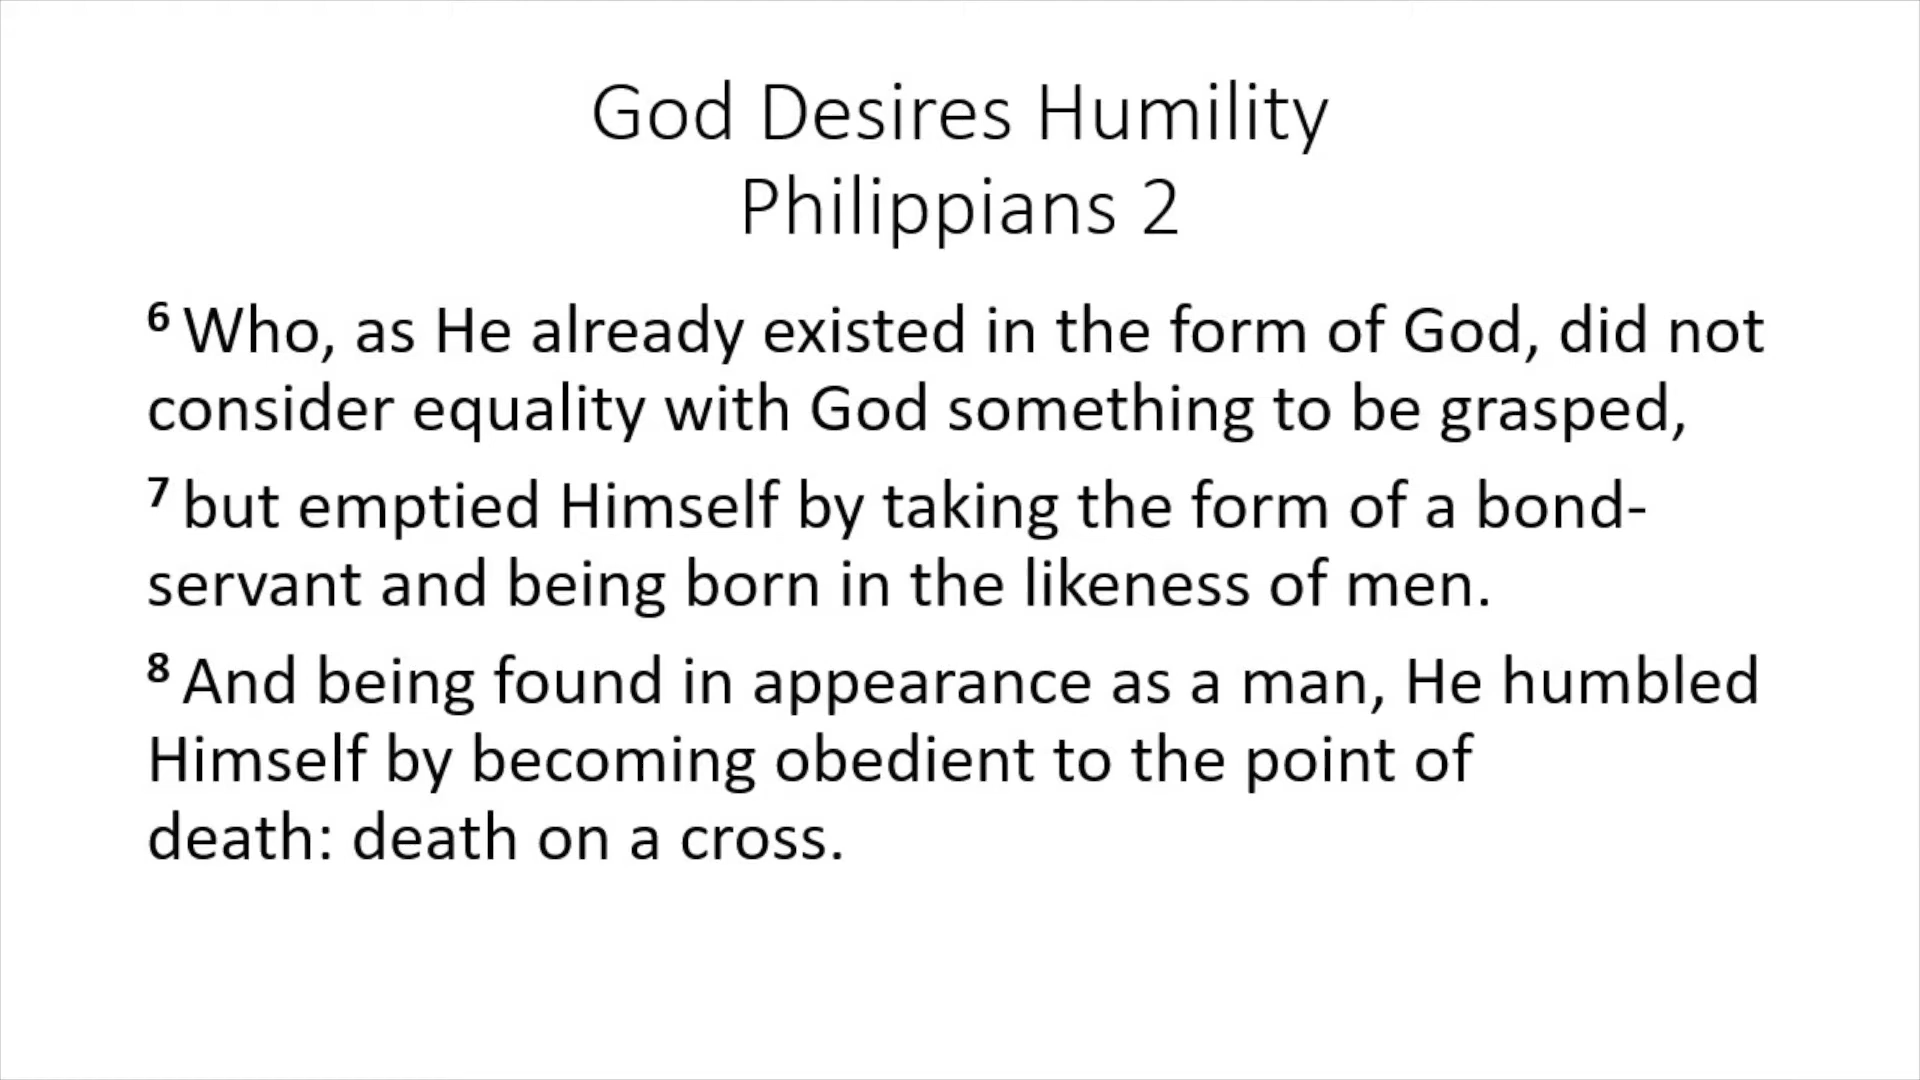 God Desires Humility
Philippians 2
6 Who, as He already existed in the form of God, did not
consider equality with God something to be grasped,
7 but emptied Himself by taking the form of a bond-
servant and being born in the likeness of men.
8 And being found in appearance as a man, He humbled
Himself by becoming obedient to the point of
death: death on a cross.